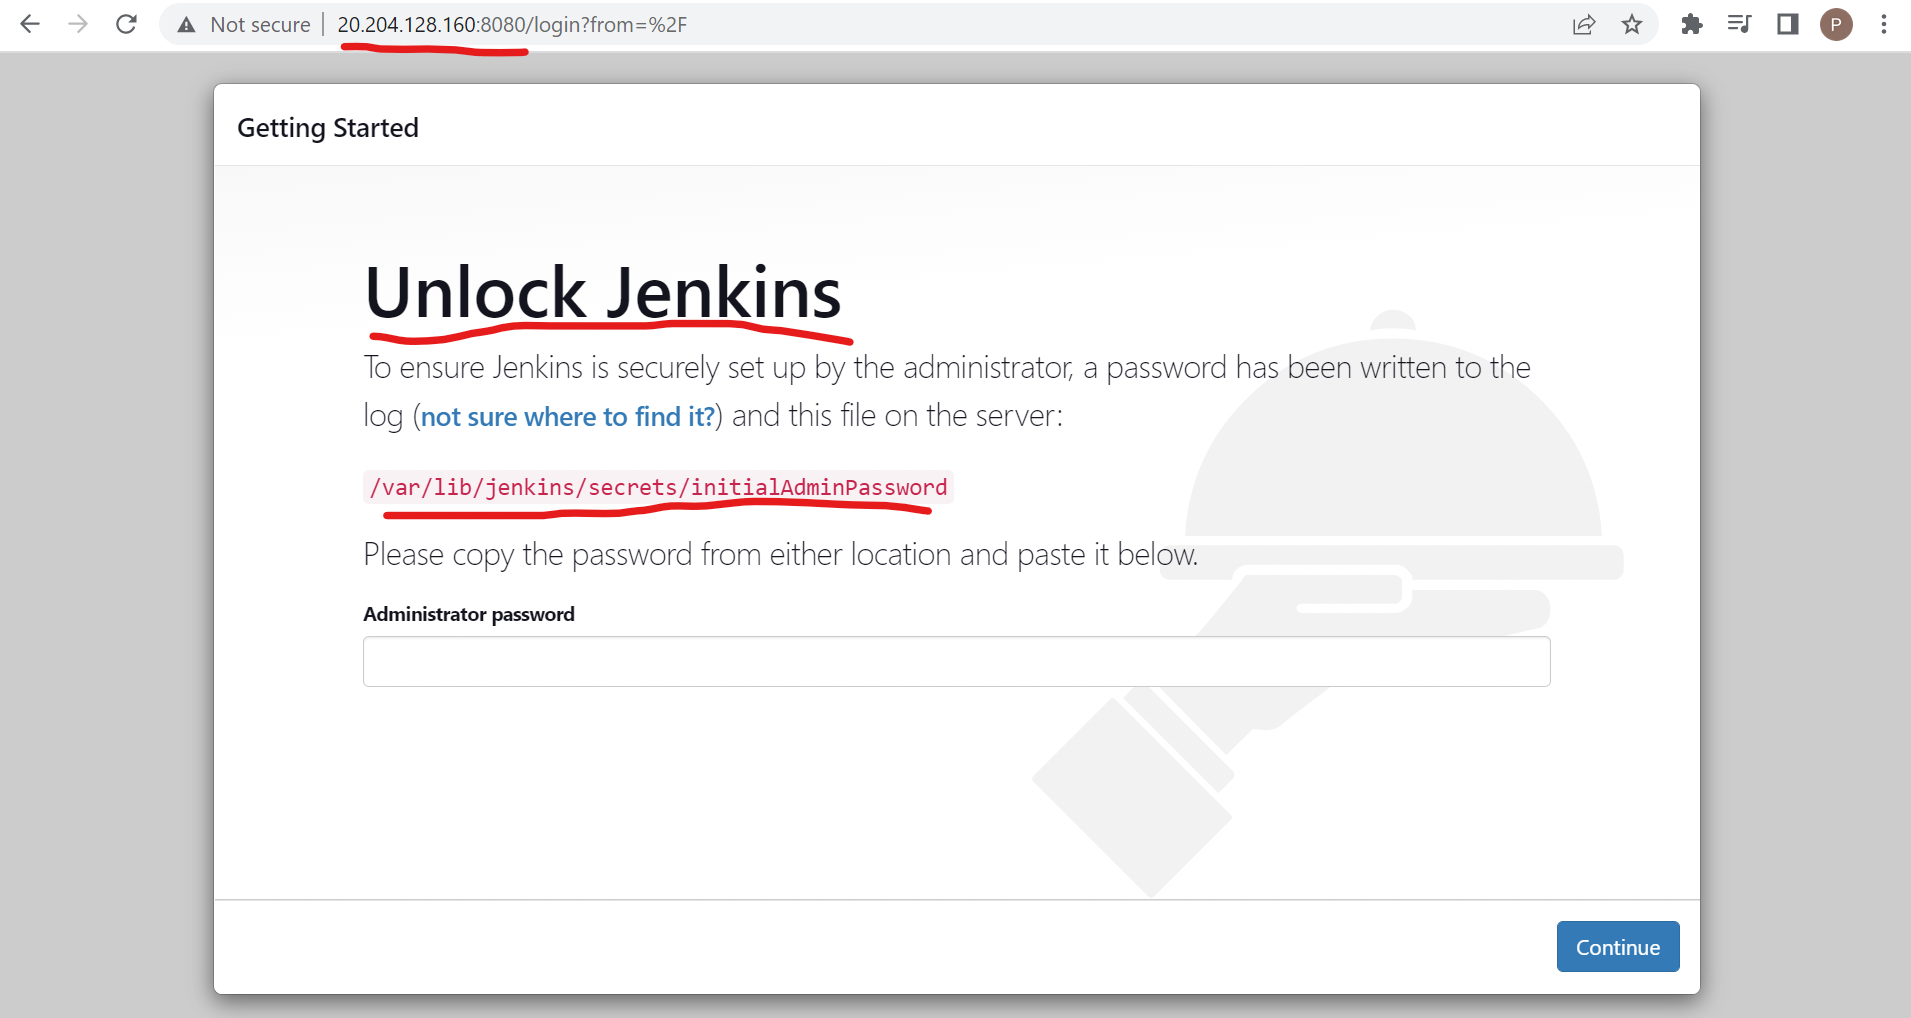 Not secure | 20.204.128.160:8080/login?from=%2F
P
Getting Started
Unlock Jenkins
To ensure Jenkins is securely set up by the administrator, a password has been written to the
log (not sure where to find it?) and this file on the server:
/var/lib/jenkins/secrets/initialAdminPassword
Please copy the password from either location and paste it below.
Administrator password
Continue